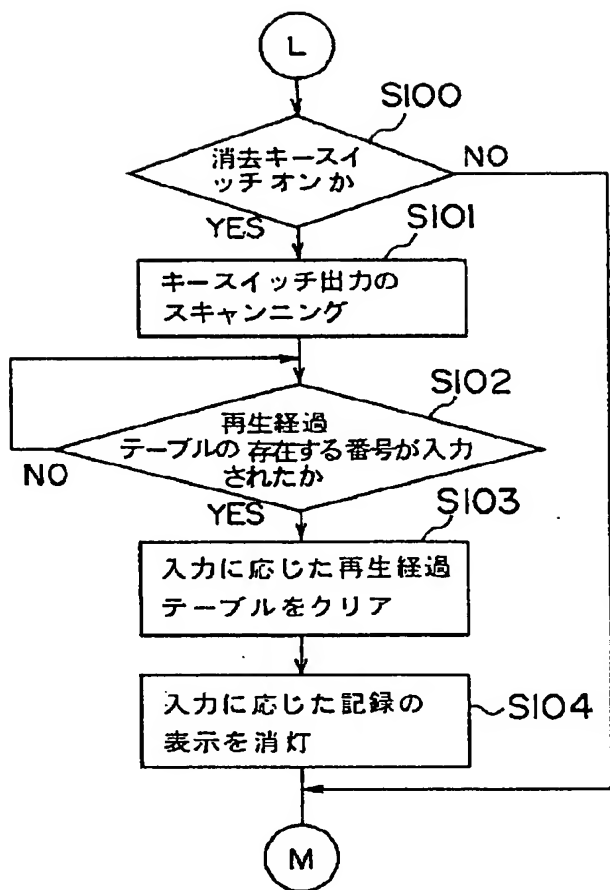 L
S100
消去キースイ
ッチオンか
NO
YES
S101
キースイッチ出力の
スキャンニング
S102
再生経過
テーブルの存在する番号が入力
されたか
NO
YES
S103
入力に応じた再生経過
テーブルをクリア
入力に応じた記録の
表示を消灯
S104
M